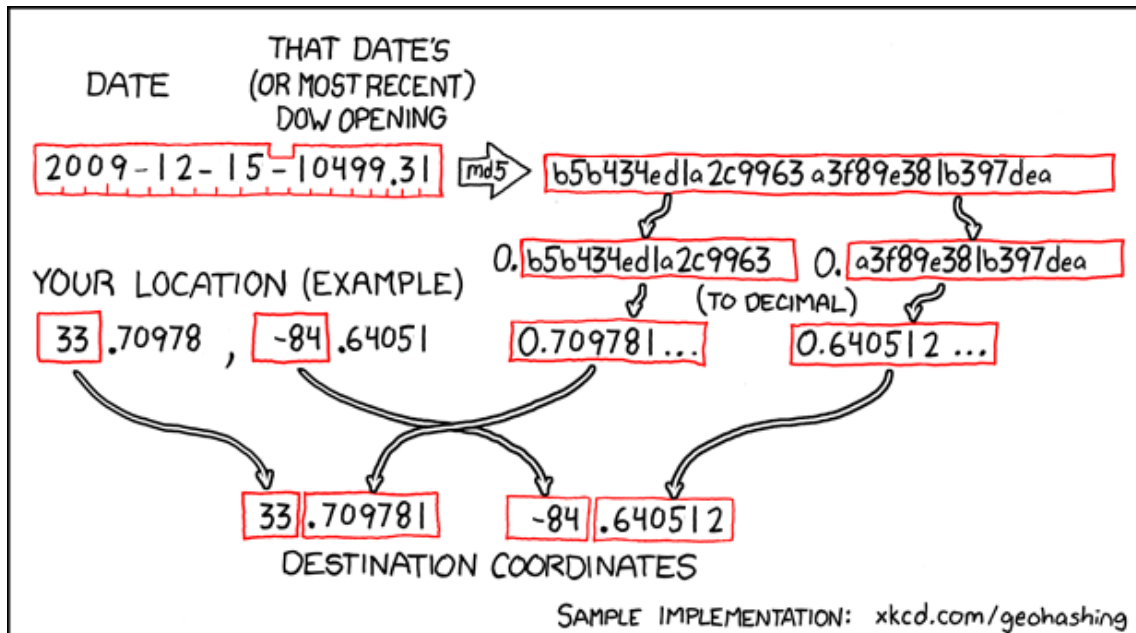 DATE
THAT DATE'S
(OR MOST RECENT)
DOW OPENING
2009-12-15-10499.31
md5
b5b434ed1a2c9963a3f89e381b397dea
0.b5b434ed1a2c9963
0.a3f89e381b397dea
(TO DECIMAL)
YOUR LOCATION (EXAMPLE)
33.70978, -84.64051
0.709781...
0.640512...
33.709781
-84.640512
DESTINATION COORDINATES
SAMPLE IMPLEMENTATION: xkcd.com/geohashing